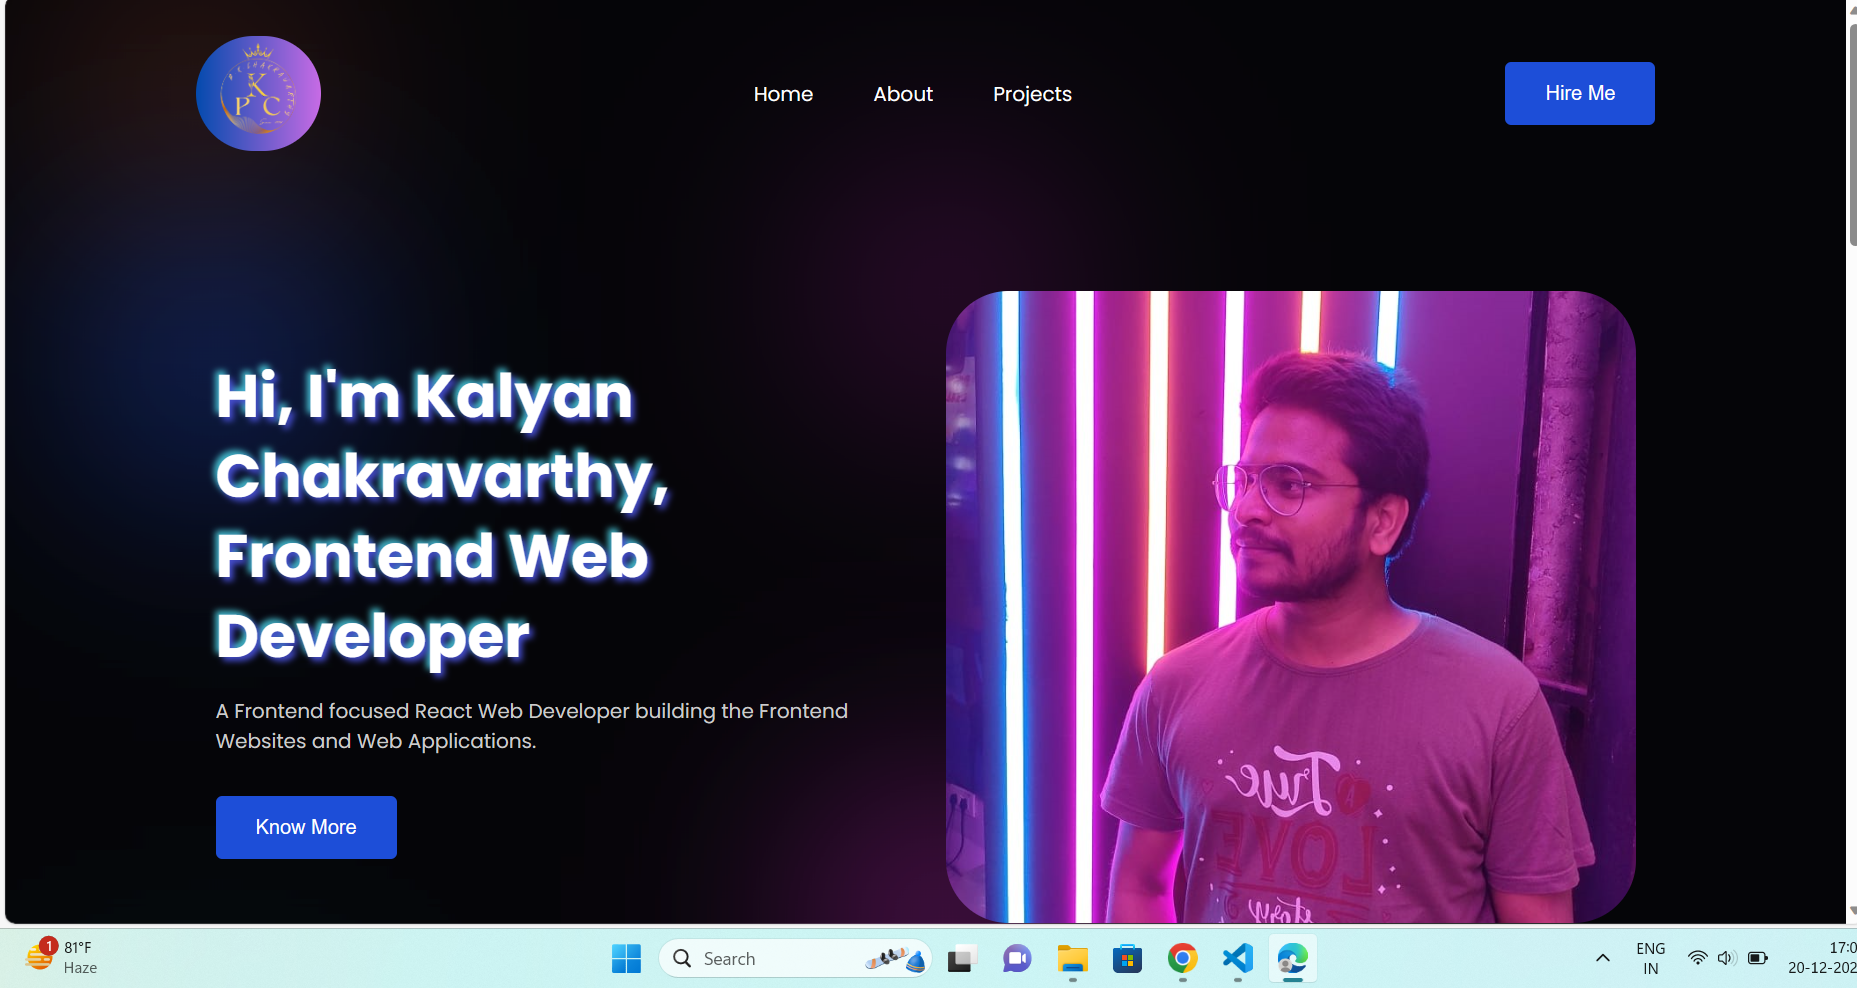 K
P C
Home
About
Projects
Hire Me
Hi, I'm Kalyan
Chakravarthy,
Frontend Web
Developer
A Frontend focused React Web Developer building the Frontend
Websites and Web Applications.
Know More
True
LOVE
story
1
81°F
Haze
Search
ENG
IN
17:0
20-12-202